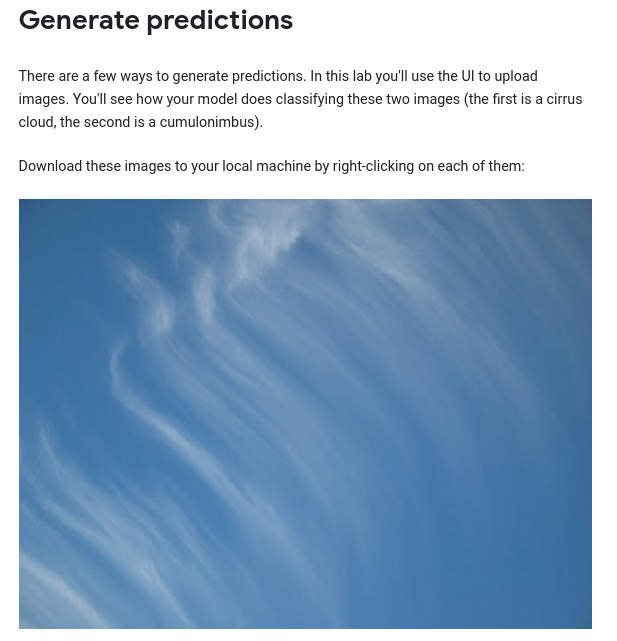 Generate predictions
There are a few ways to generate predictions. In this lab you'll use the UI to upload
images. You'll see how your model does classifying these two images (the first is a cirrus
cloud, the second is a cumulonimbus).
Download these images to your local machine by right-clicking on each of them: